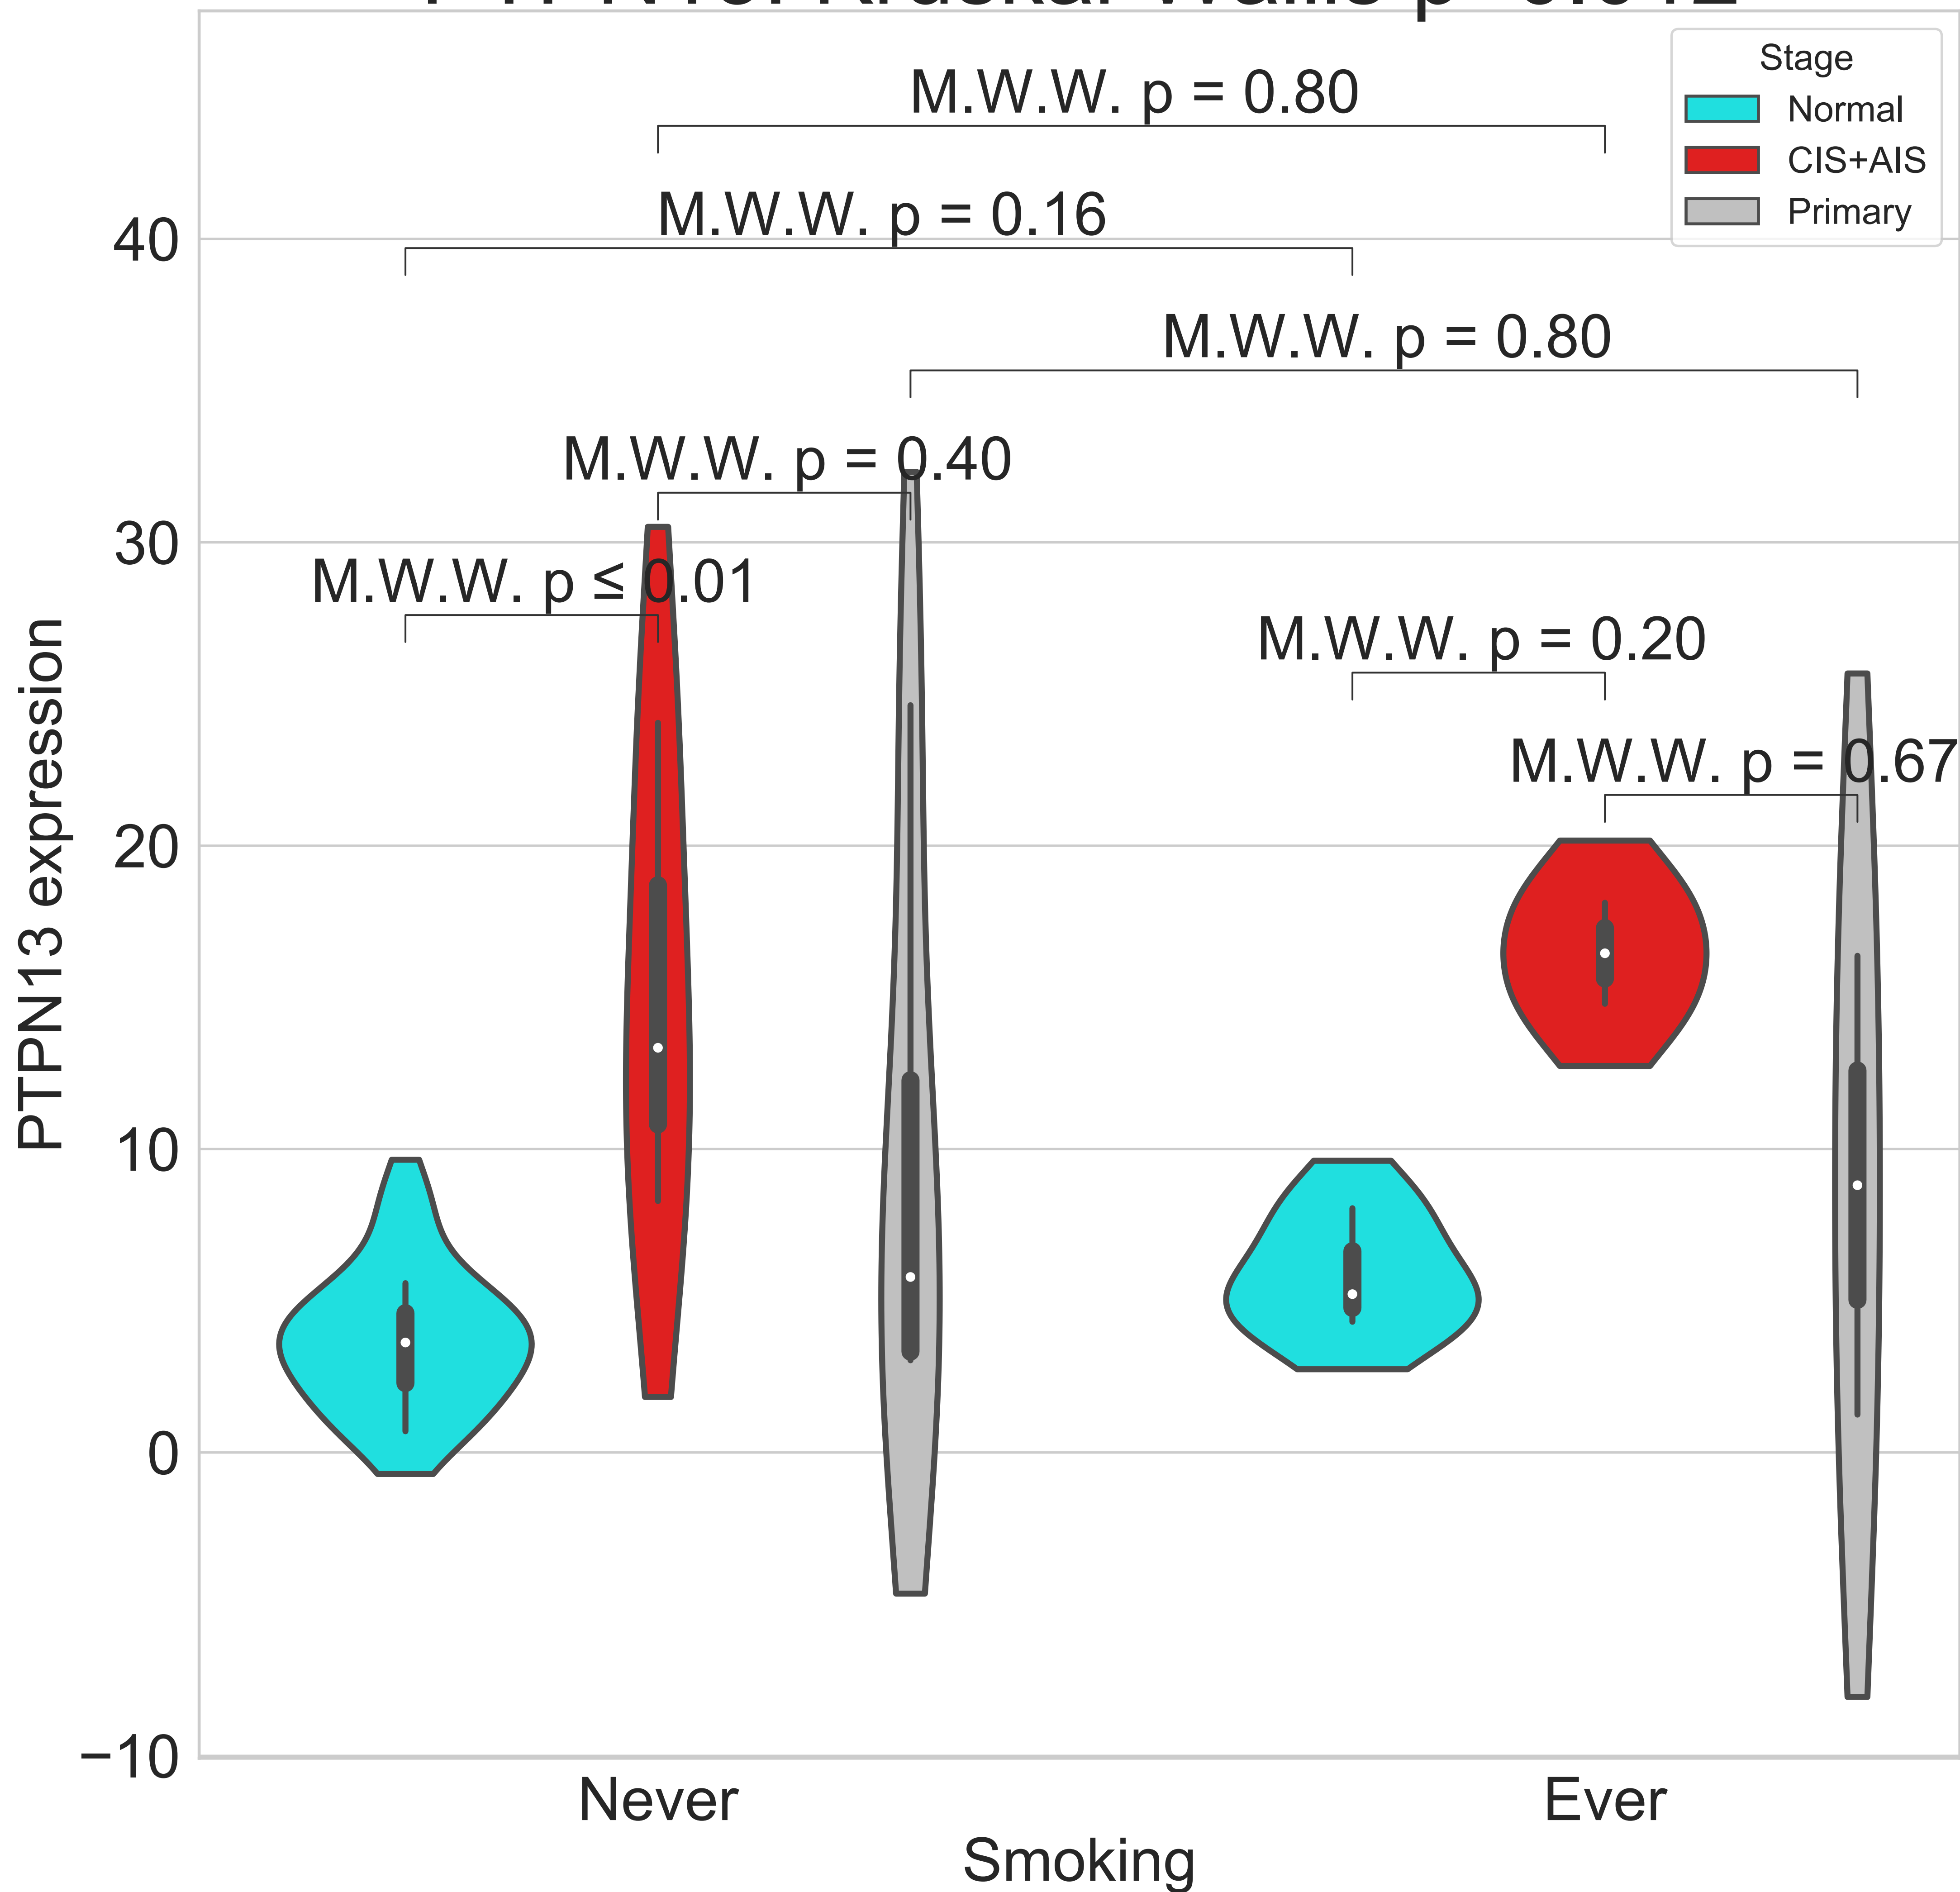 Stage
Normal
CIS+AIS
Primary
M.W.W. p = 0.80
M.W.W. p = 0.16
M.W.W. p = 0.80
M.W.W. p = 0.40
M.W.W. p ≤ 0.01
M.W.W. p = 0.20
M.W.W. p = 0.67
40
30
20
10
0
−10
PTPN13 expression
Never
Ever
Smoking